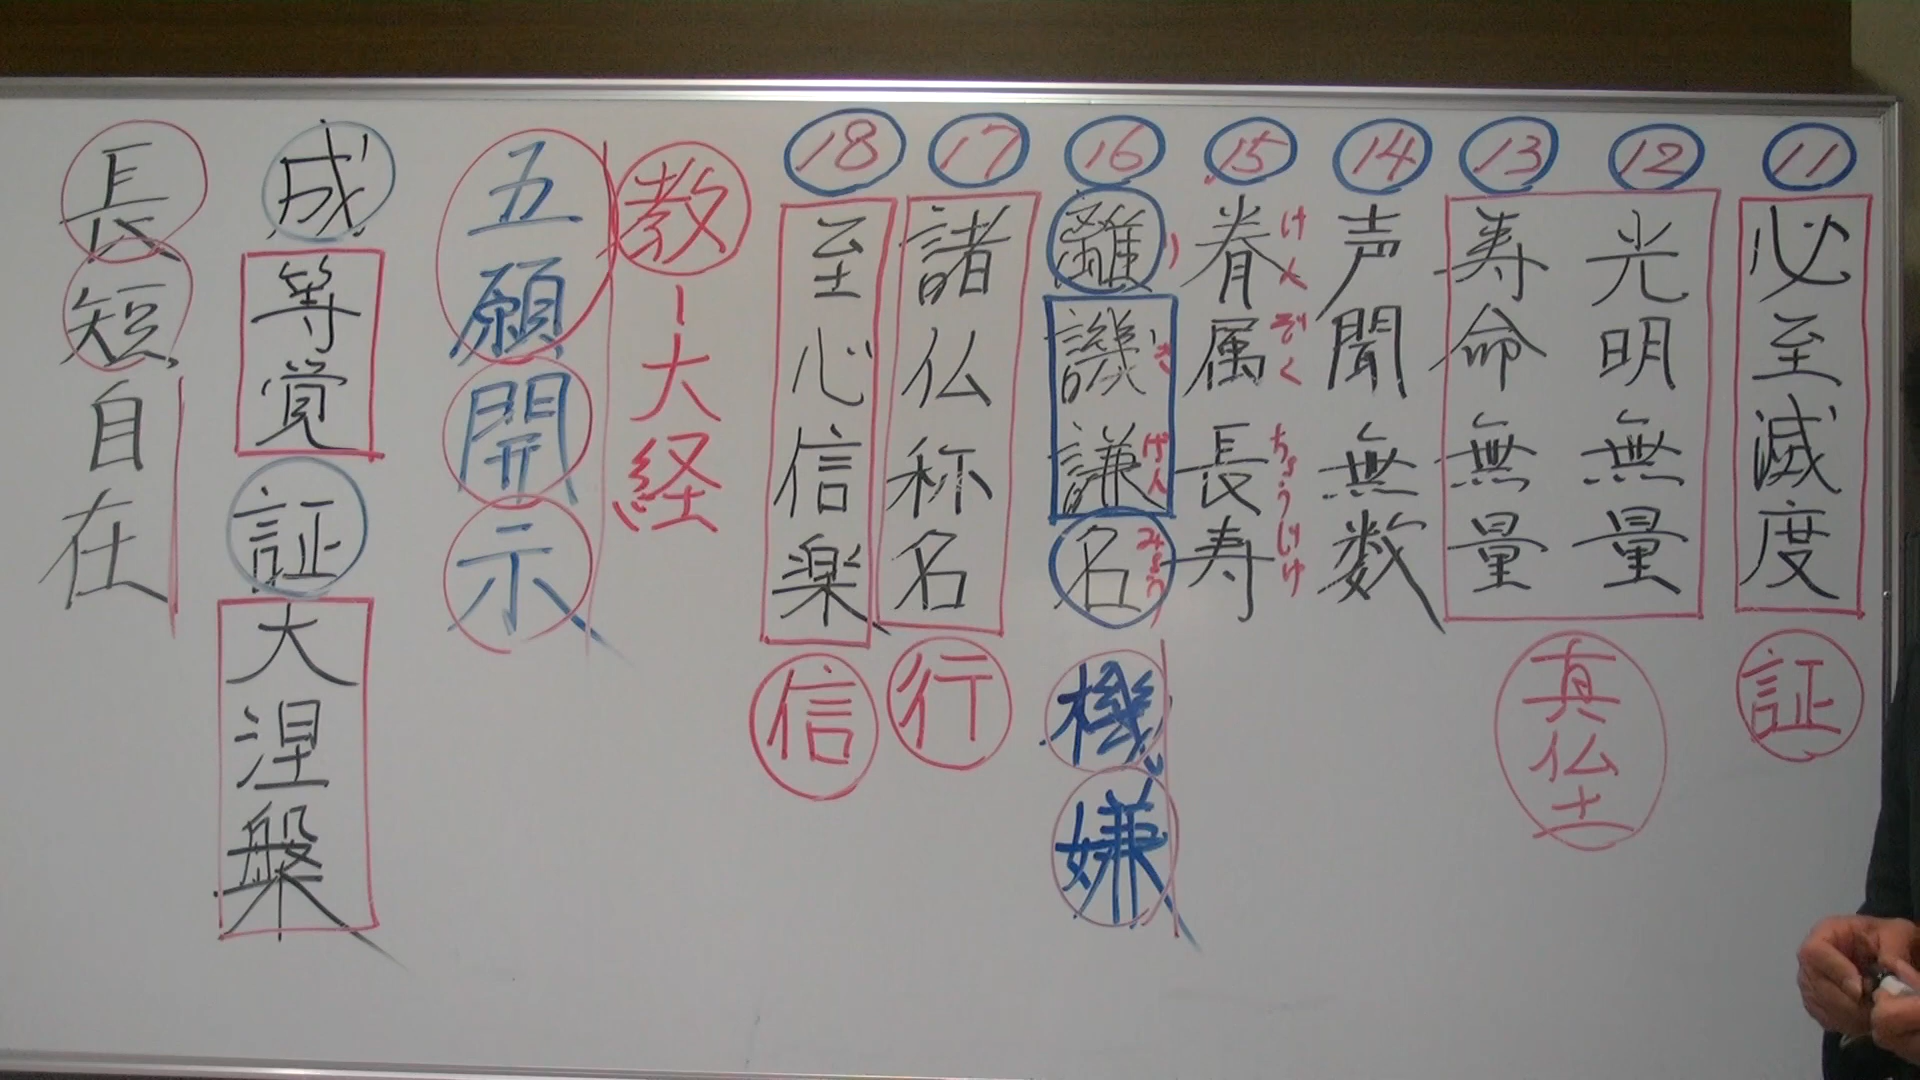 11
必至滅度
証
12
光明無量
13
寿命無量
真仏土
14
声聞無数
15
眷属長寿
けんぞくちょうじゅ
16
離譏謙名
りきげんみょう
機嫌
17
諸仏称名
行
18
至心信楽
信
教ー大経
五願開示
成等覚証大涅槃
長短自在